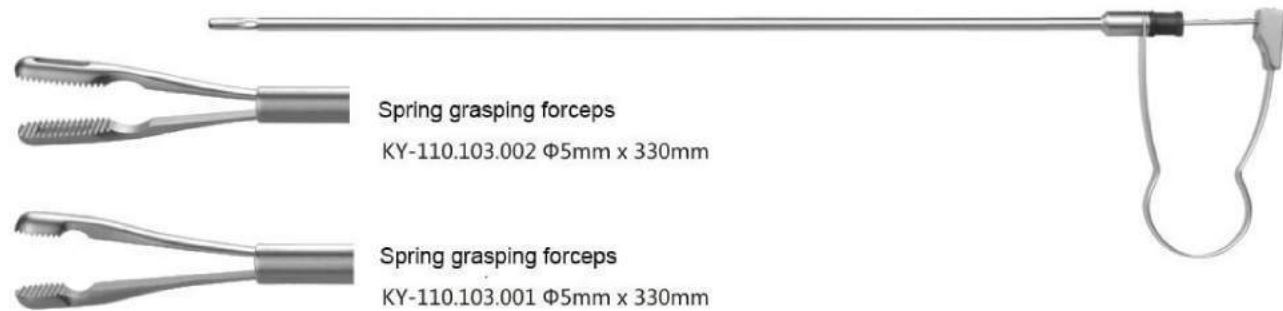 Spring grasping forceps
KY-110.103.002 Φ5mm x 330mm
Spring grasping forceps
KY-110.103.001 Φ5mm x 330mm